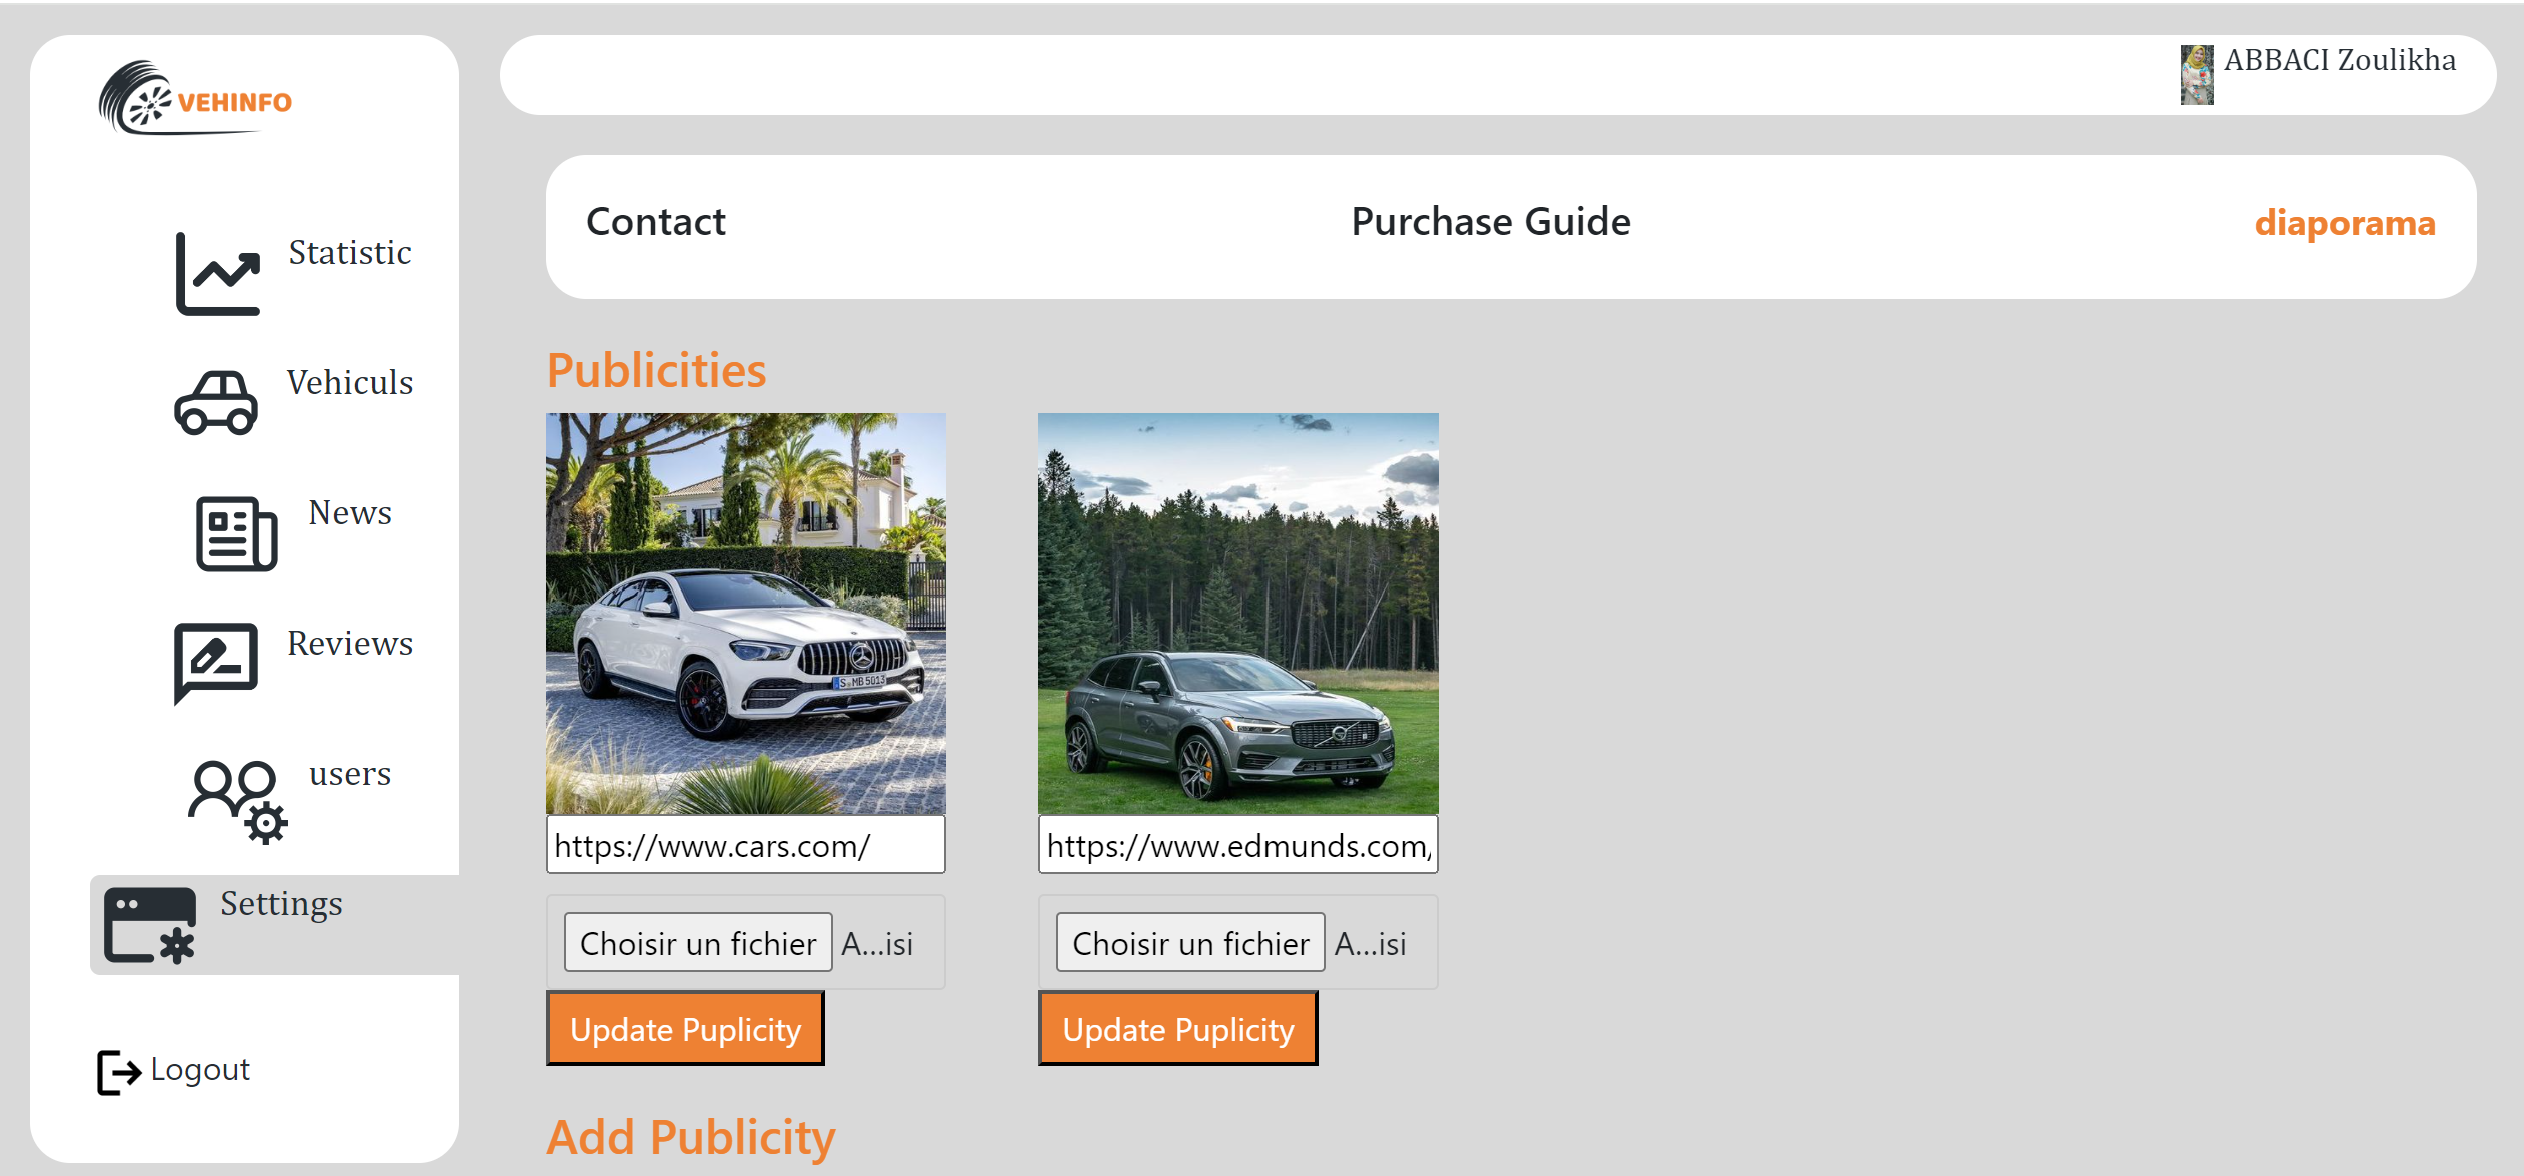 VEHINFO
ABBACI Zoulikha
Contact
Purchase Guide
diaporama
Statistic
Vehiculs
News
Reviews
users
Settings
Logout
Publicities
S MB 5013
https://www.cars.com/
https://www.edmunds.com/
Choisir un fichier A...isi
Choisir un fichier A...isi
Update Puplicity
Update Puplicity
Add Publicity